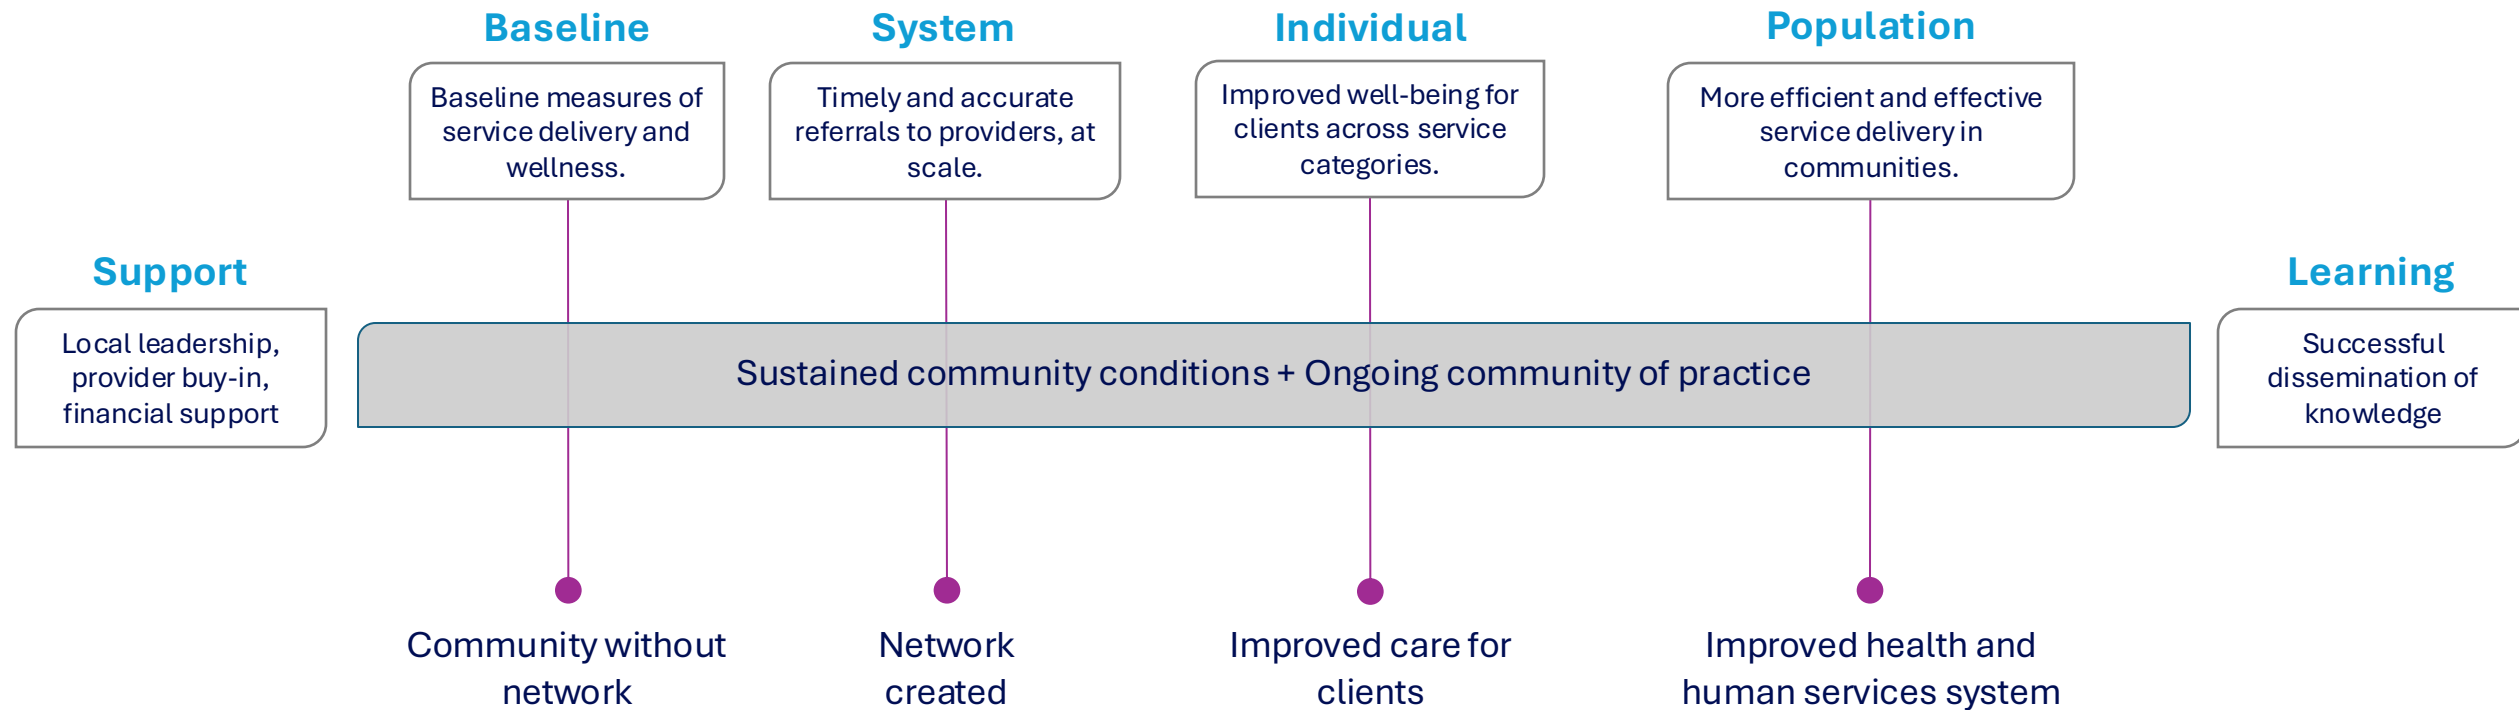 Baseline
Baseline measures of
service delivery and
wellness.
System
Timely and accurate
referrals to providers, at
scale.
Individual
Improved well-being for
clients across service
categories.
Population
More efficient and effective
service delivery in
communities.
Support
Local leadership,
provider buy-in,
financial support
Sustained community conditions + Ongoing community of practice
Learning
Successful
dissemination of
knowledge
Community without
network
Network
created
Improved care for
clients
Improved health and
human services system